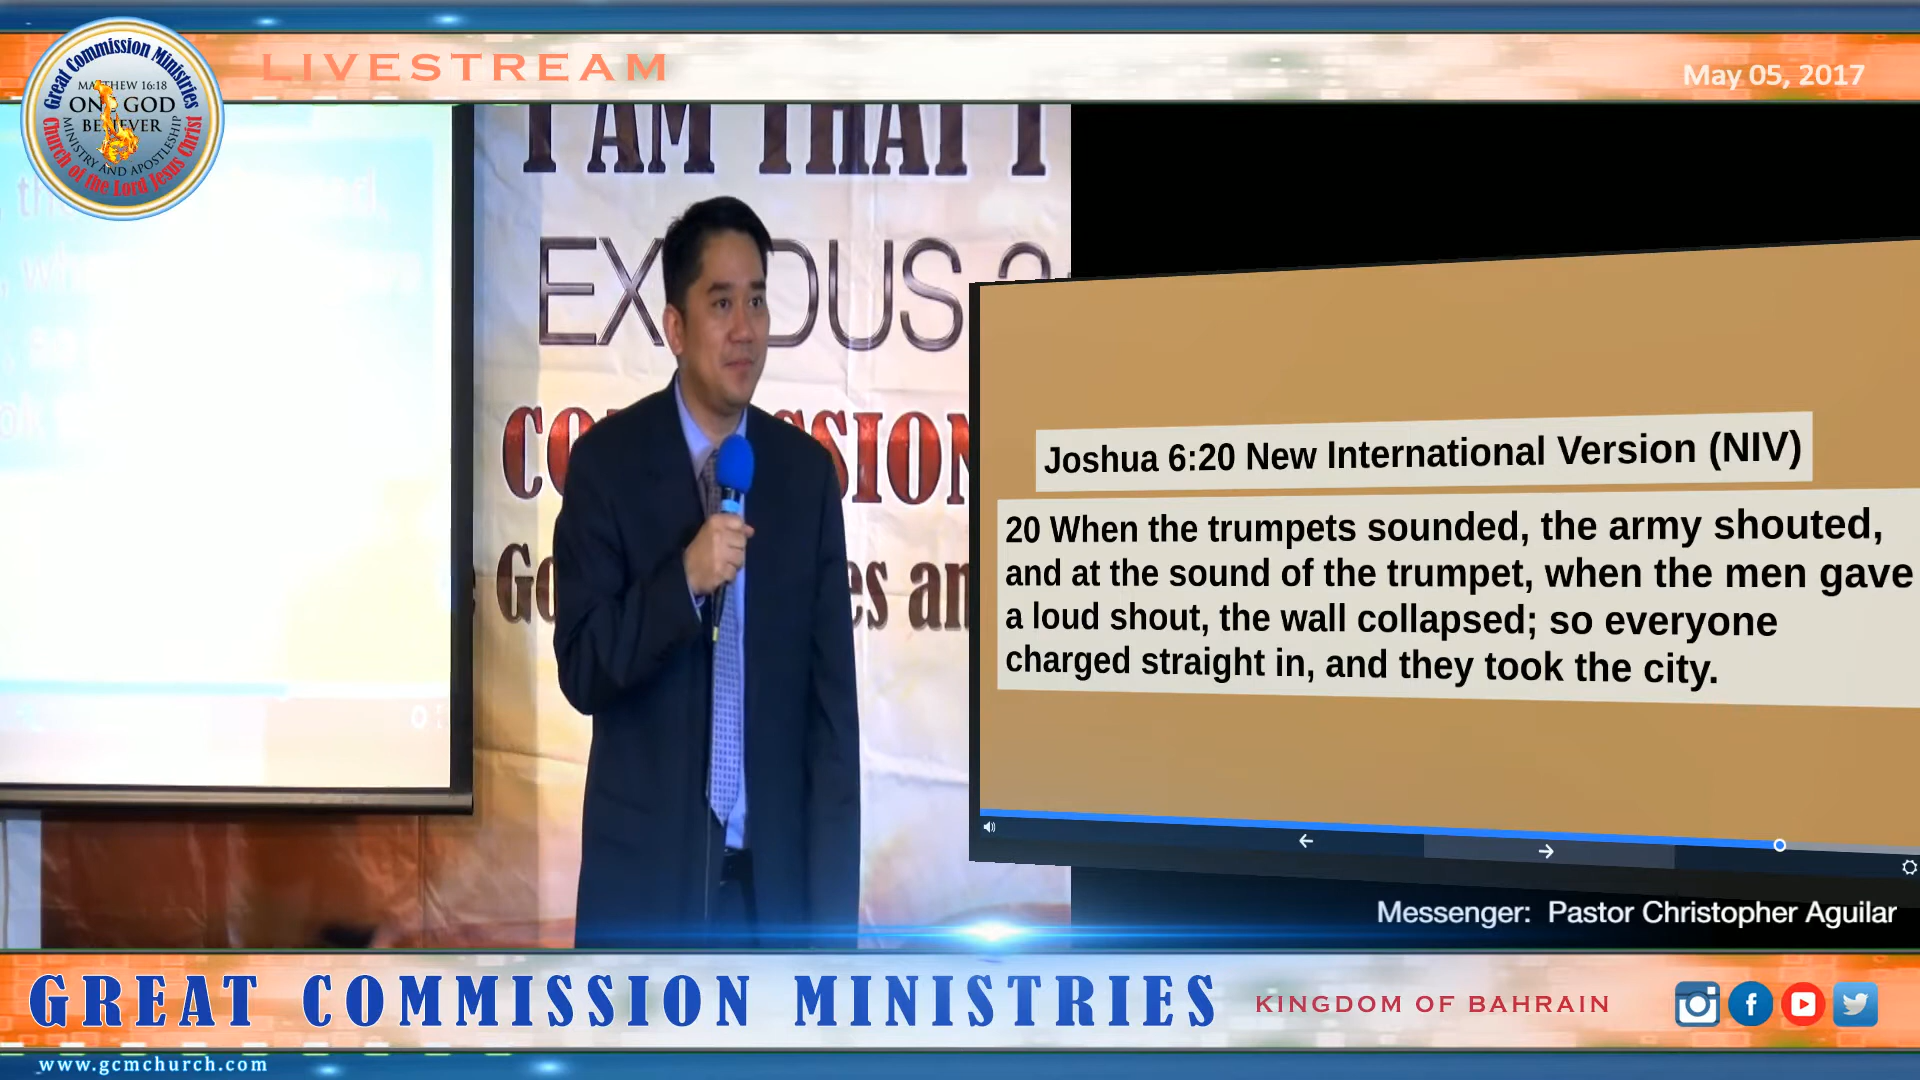 LIVESTREAM
May 05, 2017
Great Commission Ministries
MATTHEW 16:18
ONE GOD
BELIEVER
MINISTRY AND APOSTLESHIP
Church of the Lord Jesus Christ
I AM THAT I
EXODUS
COMMISSION
Joshua 6:20 New International Version (NIV)
20 When the trumpets sounded, the army shouted,
and at the sound of the trumpet, when the men gave
a loud shout, the wall collapsed; so everyone
charged straight in, and they took the city.
Messenger: Pastor Christopher Aguilar
GREAT COMMISSION MINISTRIES
KINGDOM OF BAHRAIN
www.gcmchurch.com